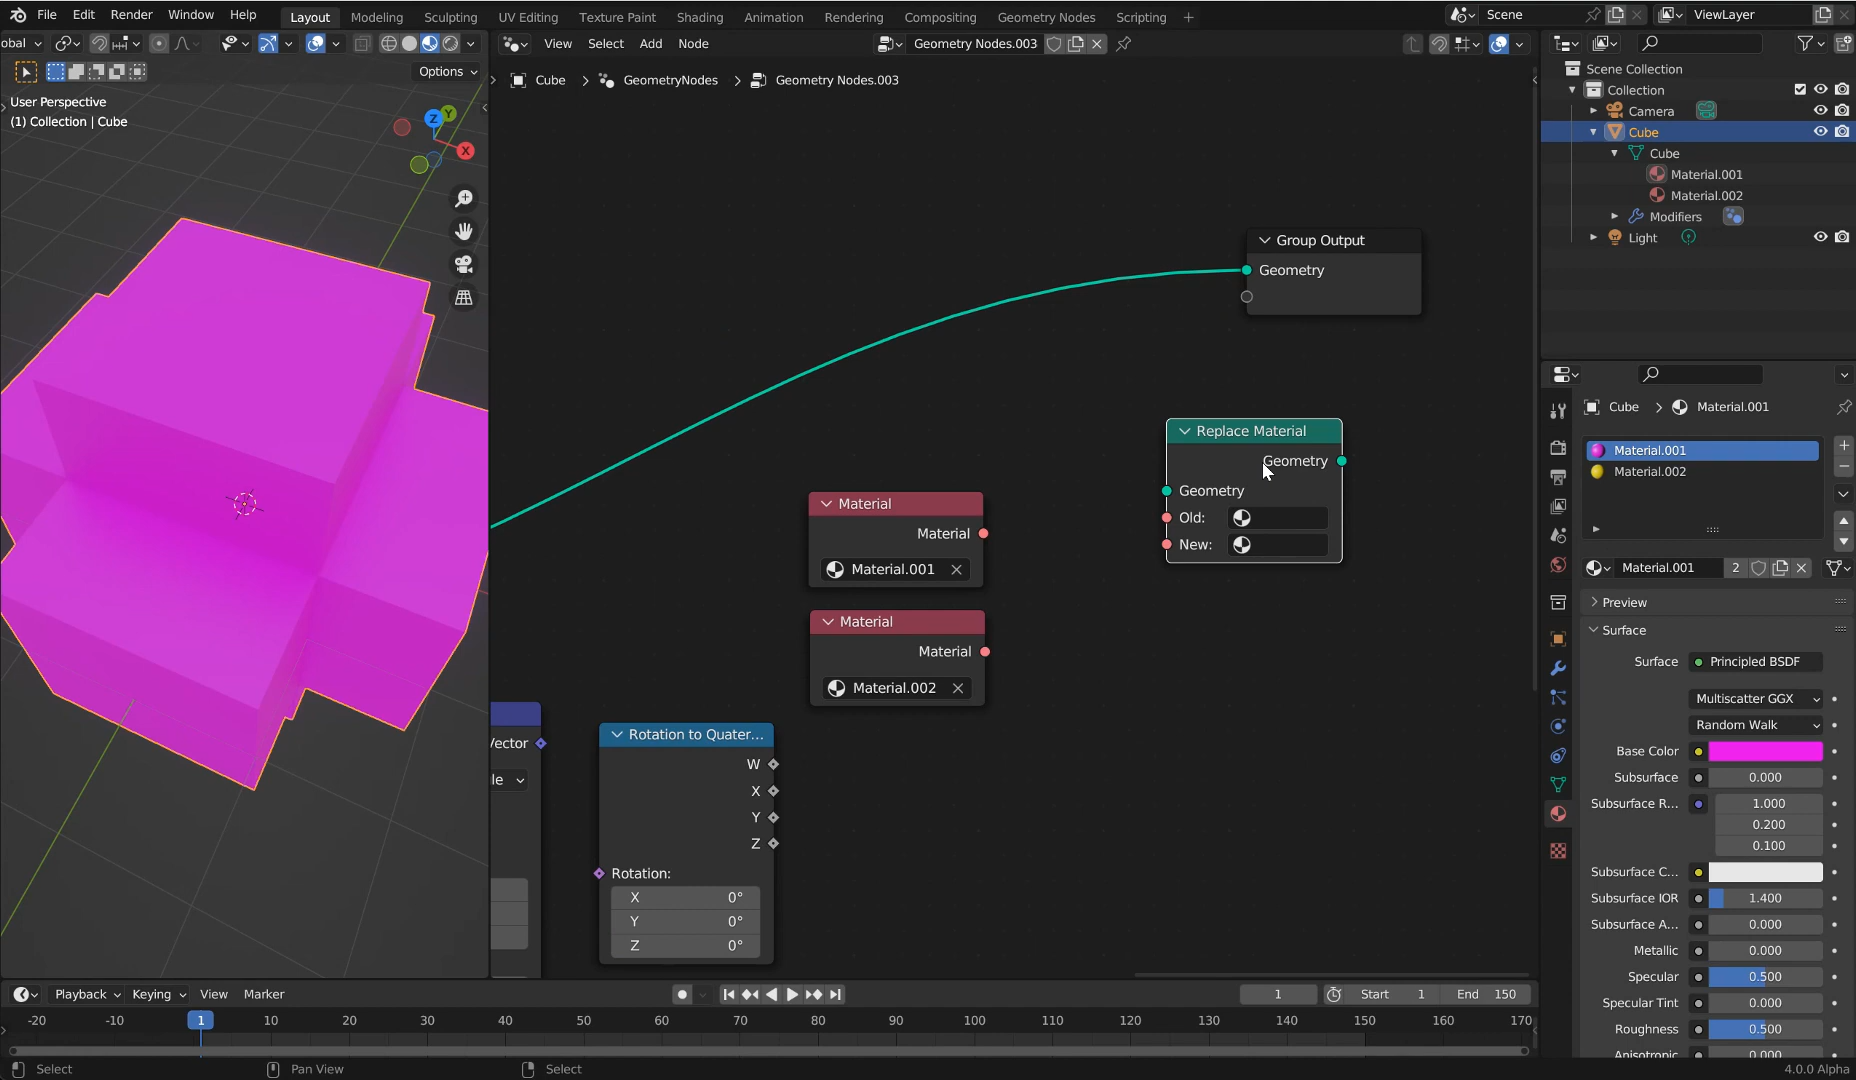 File Edit Render Window Help Layout Modeling Sculpting UV Editing Texture Paint Shading Animation Rendering Compositing Geometry Nodes Scripting + Scene ViewLayer
obal View Select Add Node Geometry Nodes.003
Options
Cube > GeometryNodes > Geometry Nodes.003
User Perspective
(1) Collection | Cube
Z
Y
X
Scene Collection
Collection
Camera
Cube
Cube
Material.001
Material.002
Modifiers
Light
Group Output
Geometry
Replace Material
Geometry
Geometry
Old:
New:
Material
Material
Material.001
Material
Material
Material.002
Vector
le
Rotation to Quater...
W
X
Y
Z
Rotation:
X 0°
Y 0°
Z 0°
Cube > Material.001
Material.001
Material.002
Material.001 2
Preview
Surface
Surface Principled BSDF
Multiscatter GGX
Random Walk
Base Color
Subsurface 0.000
Subsurface R... 1.000
0.200
0.100
Subsurface C...
Subsurface IOR 1.400
Subsurface A... 0.000
Metallic 0.000
Specular 0.500
Specular Tint 0.000
Roughness 0.500
Anisotropic 0.000
Playback Keying View Marker 1 Start 1 End 150
-20 -10 1 10 20 30 40 50 60 70 80 90 100 110 120 130 140 150 160 170
Select Pan View Select 4.0.0 Alpha